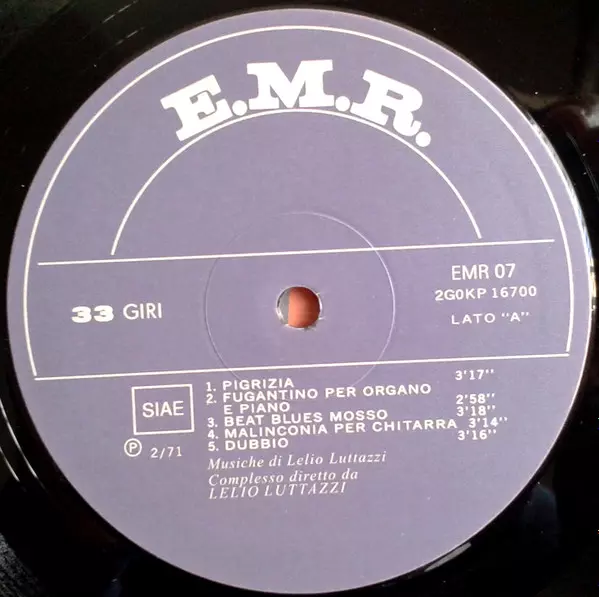 E.M.R.
EMR 07
2G0KP 16700
33 GIRI
LATO "A"
1. PIGRIZIA 3'17"
2. FUGANTINO PER ORGANO
E PIANO 2'58"
3. BEAT BLUES MOSSO 3'18"
4. MALINCONIA PER CHITARRA 3'14"
5. DUBBIO 3'16"
SIAE
Ⓟ 2/71
Musiche di Lelio Luttazzi
Complesso diretto da
LELIO LUTTAZZI